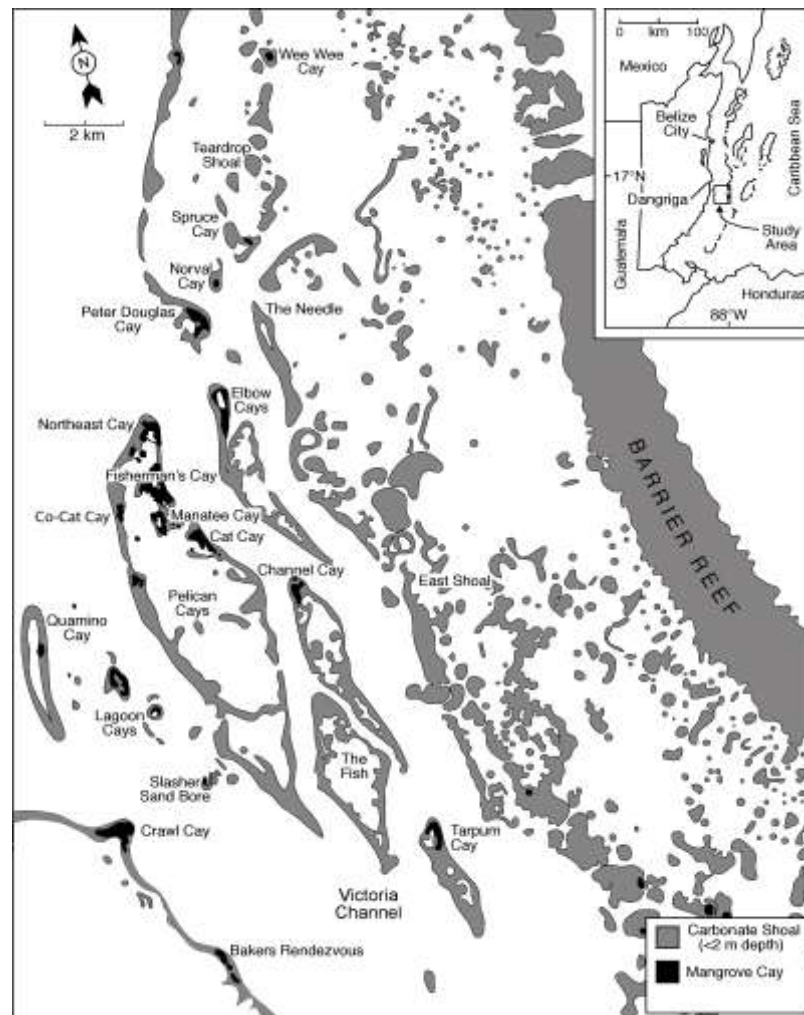 N
2 km
Wee Wee
Cay
Teardrop
Shoal
Spruce
Cay
Norval
Cay
Peter Douglas
Cay
The Needle
Elbow
Cays
Northeast Cay
Fisherman's Cay
Co-Cat Cay
Manatee Cay
Cat Cay
Channel Cay
East Shoal
Pelican
Cays
Quamino
Cay
Lagoon
Cays
The
Fish
Slasher
Sand Bore
Crawl Cay
Tarpum
Cay
Victoria
Channel
Bakers Rendezvous
BARRIER REEF
0 km 100
Mexico
Belize
City
Caribbean Sea
17°N
Dangriga
Study
Area
Guatemala
Honduras
88°W
Carbonate Shoal
(<2 m depth)
Mangrove Cay